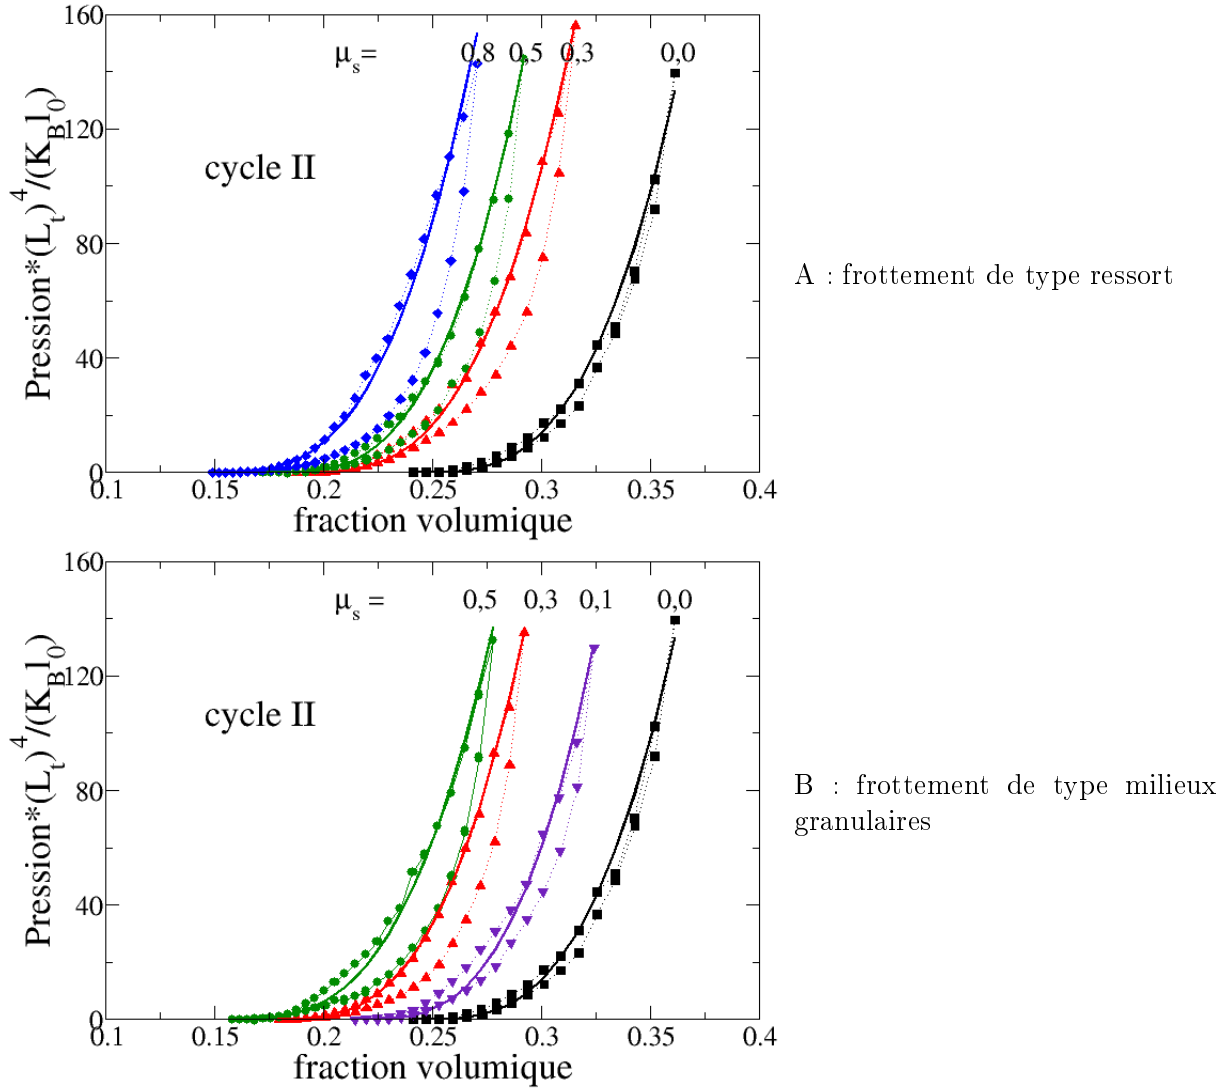 160
μs= 0,8 0,5 0,3 0,0
120
cycle II
80
40
0
0.1 0.15 0.2 0.25 0.3 0.35 0.4
fraction volumique
Pression*(Lt)^4/(KBl0)
A : frottement de type ressort
160
μs = 0,5 0,3 0,1 0,0
120
cycle II
80
40
0
0.1 0.15 0.2 0.25 0.3 0.35 0.4
fraction volumique
Pression*(Lt)^4/(KBl0)
B : frottement de type milieux
granulaires